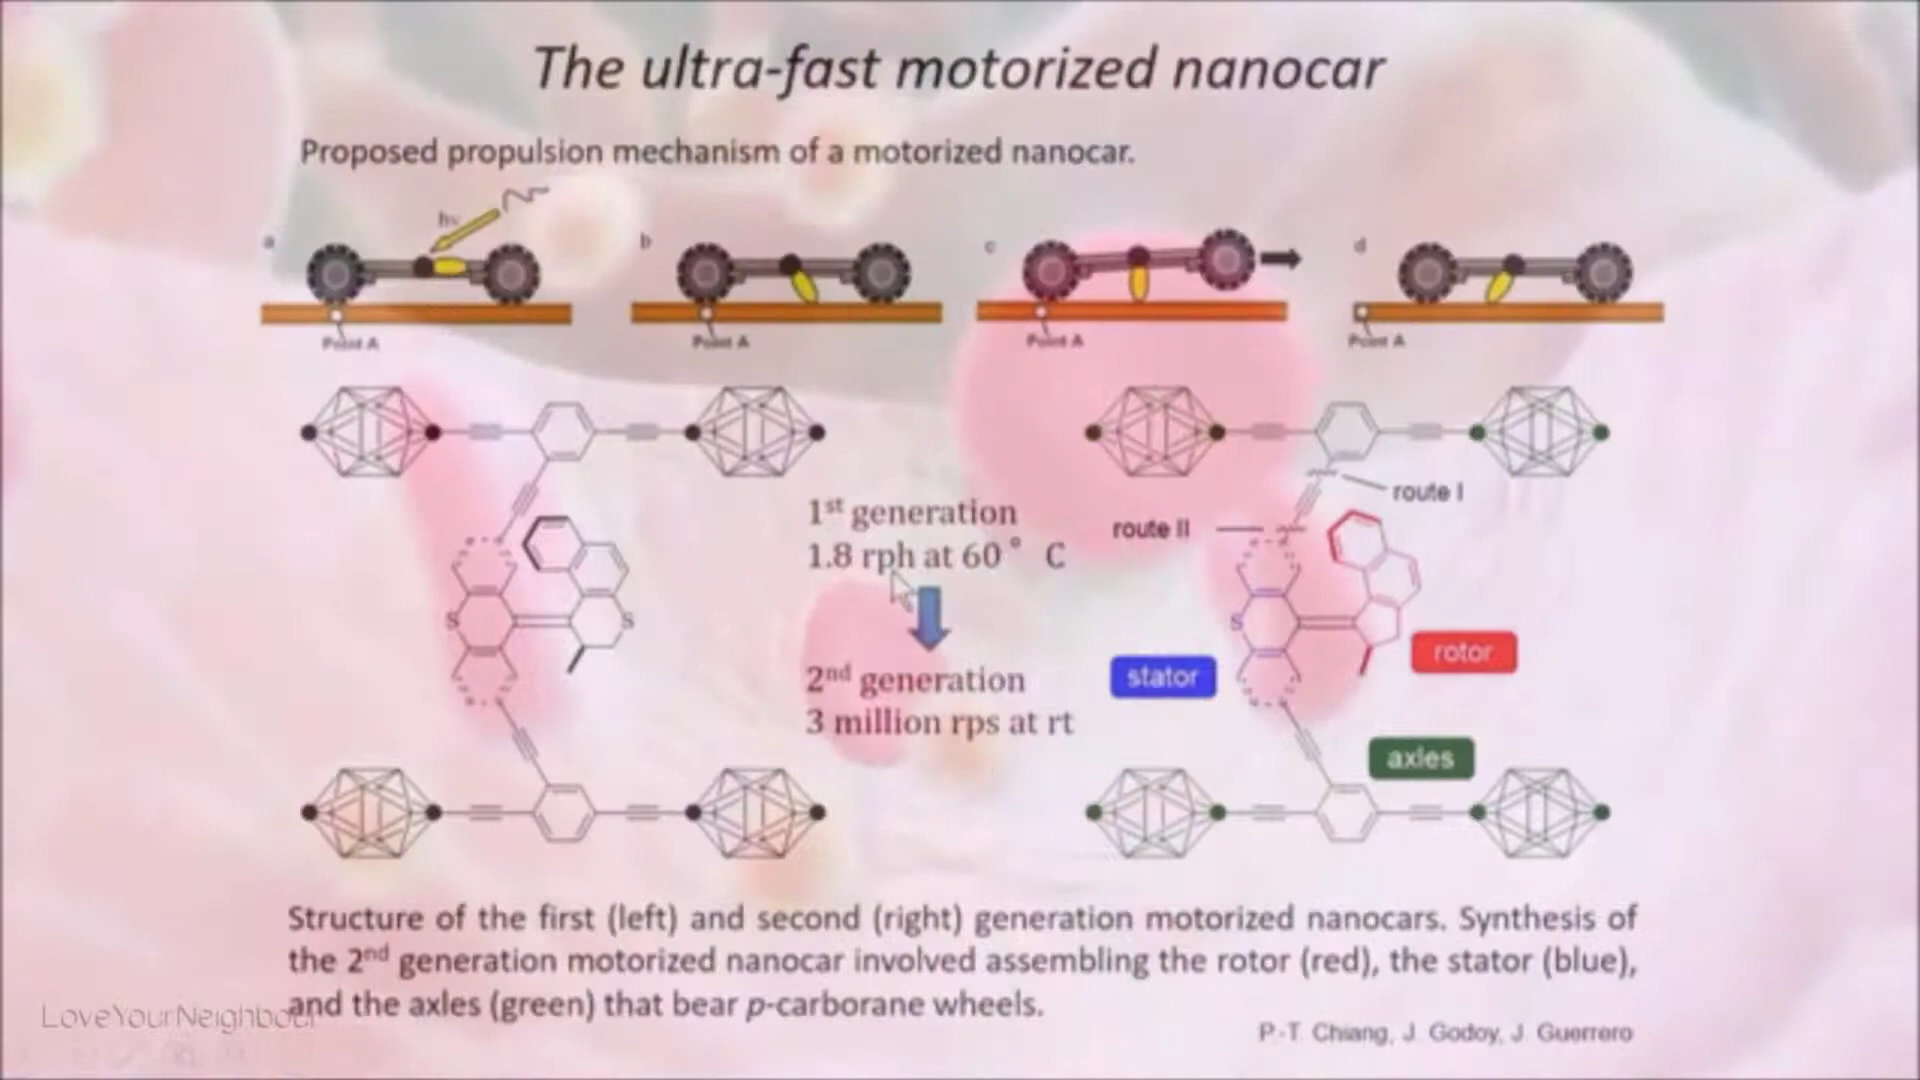 The ultra-fast motorized nanocar
Proposed propulsion mechanism of a motorized nanocar.
hv
a
b
c
d
Point A
Point A
Point A
Point A
1st generation
1.8 rph at 60° C
2nd generation
3 million rps at rt
route I
route II
S
S
S
stator
rotor
axles
Structure of the first (left) and second (right) generation motorized nanocars. Synthesis of
the 2nd generation motorized nanocar involved assembling the rotor (red), the stator (blue),
and the axles (green) that bear p-carborane wheels.
LoveYourNeighbour
P.-T. Chiang, J. Godoy, J. Guerrero